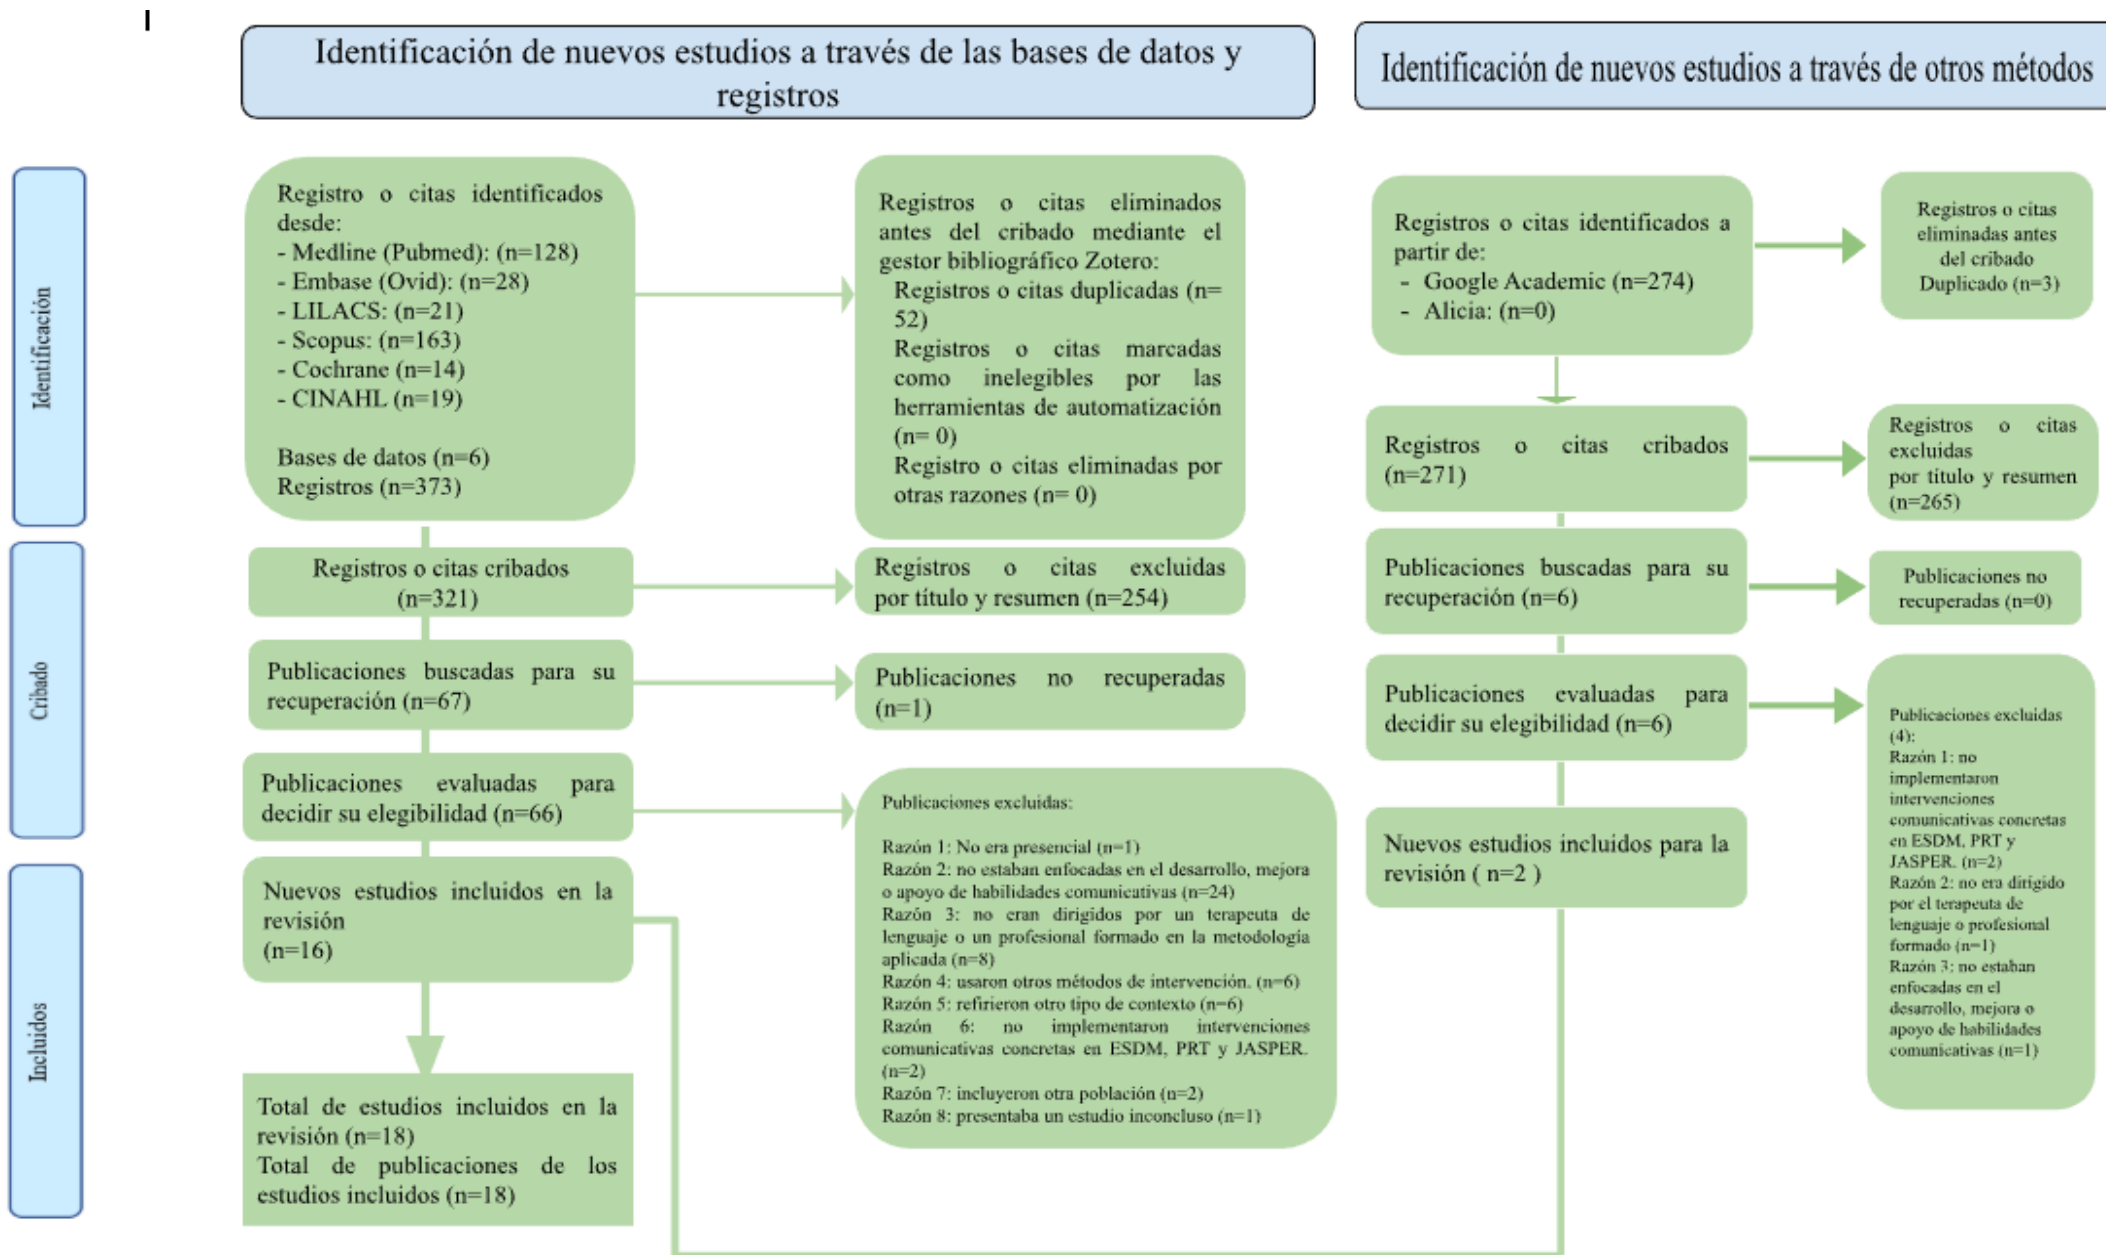 I
Identificación de nuevos estudios a través de las bases de datos y
registros
Identificación de nuevos estudios a través de otros métodos
Identificación
Registro o citas identificados
desde:
- Medline (Pubmed): (n=128)
- Embase (Ovid): (n=28)
- LILACS: (n=21)
- Scopus: (n=163)
- Cochrane (n=14)
- CINAHL (n=19)
Bases de datos (n=6)
Registros (n=373)
Registros o citas eliminados
antes del cribado mediante el
gestor bibliográfico Zotero:
Registros o citas duplicadas (n=
52)
Registros o citas marcadas
como inelegibles por las
herramientas de automatización
(n= 0)
Registro o citas eliminadas por
otras razones (n= 0)
Registros o citas identificados a
partir de:
- Google Academic (n=274)
- Alicia: (n=0)
Registros o citas
eliminadas antes
del cribado
Duplicado (n=3)
Registros o citas cribados
(n=271)
Registros o citas
excluidas
por título y resumen
(n=265)
Cribado
Registros o citas cribados
(n=321)
Registros o citas excluidas
por título y resumen (n=254)
Publicaciones buscadas para su
recuperación (n=6)
Publicaciones no
recuperadas (n=0)
Publicaciones buscadas para su
recuperación (n=67)
Publicaciones no recuperadas
(n=1)
Publicaciones evaluadas para
decidir su elegibilidad (n=6)
Publicaciones excluidas
(4):
Razón 1: no
implementaron
intervenciones
comunicativas concretas
en ESDM, PRT y
JASPER. (n=2)
Razón 2: no era dirigido
por el terapeuta de
lenguaje o profesional
formado (n=1)
Razón 3: no estaban
enfocadas en el
desarrollo, mejora o
apoyo de habilidades
comunicativas (n=1)
Publicaciones evaluadas para
decidir su elegibilidad (n=66)
Publicaciones excluidas:
Razón 1: No era presencial (n=1)
Razón 2: no estaban enfocadas en el desarrollo, mejora
o apoyo de habilidades comunicativas (n=24)
Razón 3: no eran dirigidos por un terapeuta de
lenguaje o un profesional formado en la metodología
aplicada (n=8)
Razón 4: usaron otros métodos de intervención. (n=6)
Razón 5: refirieron otro tipo de contexto (n=6)
Razón 6: no implementaron intervenciones
comunicativas concretas en ESDM, PRT y JASPER.
(n=2)
Razón 7: incluyeron otra población (n=2)
Razón 8: presentaba un estudio inconcluso (n=1)
Nuevos estudios incluidos para la
revisión ( n=2 )
Incluidos
Nuevos estudios incluidos en la
revisión
(n=16)
Total de estudios incluidos en la
revisión (n=18)
Total de publicaciones de los
estudios incluidos (n=18)